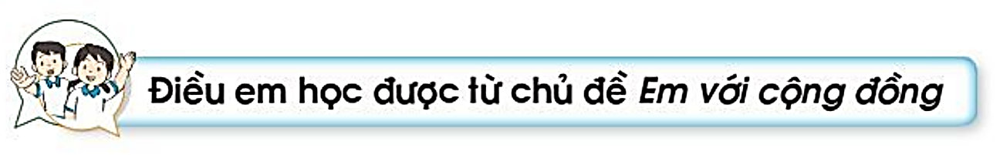 Điều em học được từ chủ đề Em với cộng đồng